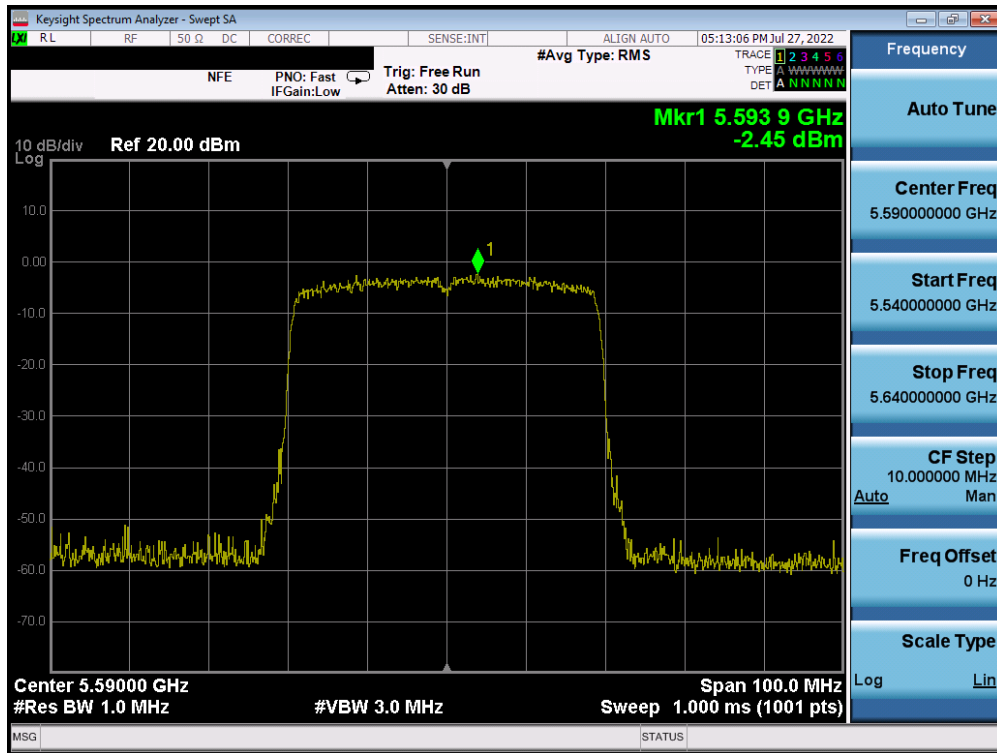 Keysight Spectrum Analyzer - Swept SA
LXI RL RF 50 Ω DC CORREC SENSE:INT ALIGN AUTO 05:13:06 PM Jul 27, 2022
NFE PNO: Fast Trig: Free Run #Avg Type: RMS TRACE 1 2 3 4 5 6
IFGain:Low Atten: 30 dB TYPE A WWWWW
DET A N N N N N
Mkr1 5.593 9 GHz
-2.45 dBm
10 dB/div Ref 20.00 dBm
Log
1
10.0
0.00
-10.0
-20.0
-30.0
-40.0
-50.0
-60.0
-70.0
Center 5.59000 GHz Span 100.0 MHz
#Res BW 1.0 MHz #VBW 3.0 MHz Sweep 1.000 ms (1001 pts)
MSG STATUS
Frequency
Auto Tune
Center Freq
5.590000000 GHz
Start Freq
5.540000000 GHz
Stop Freq
5.640000000 GHz
CF Step
10.000000 MHz
Auto Man
Freq Offset
0 Hz
Scale Type
Log Lin